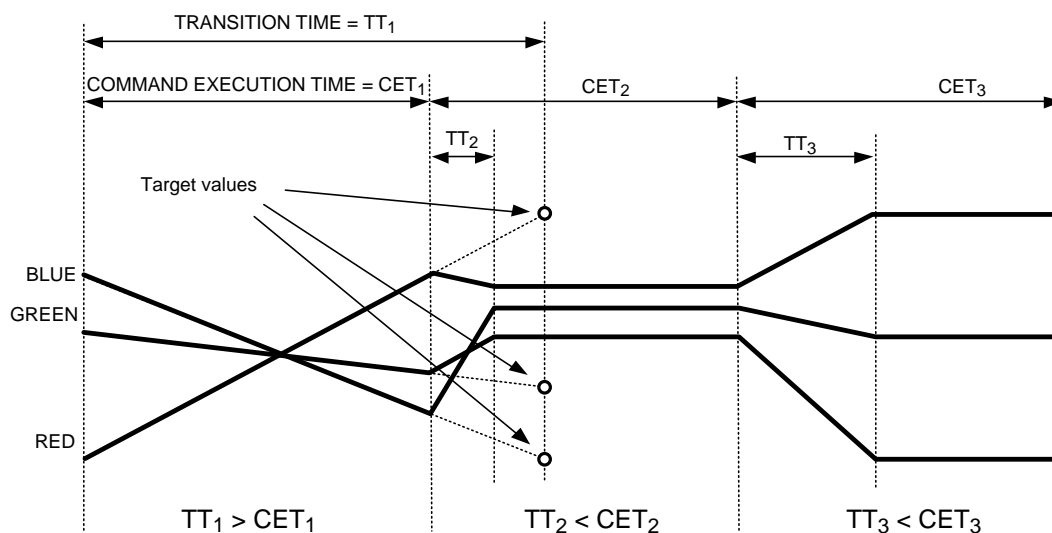 TRANSITION TIME = TT₁
COMMAND EXECUTION TIME = CET₁
CET₂
CET₃
TT₂
TT₃
Target values
BLUE
GREEN
RED
TT₁ > CET₁
TT₂ < CET₂
TT₃ < CET₃